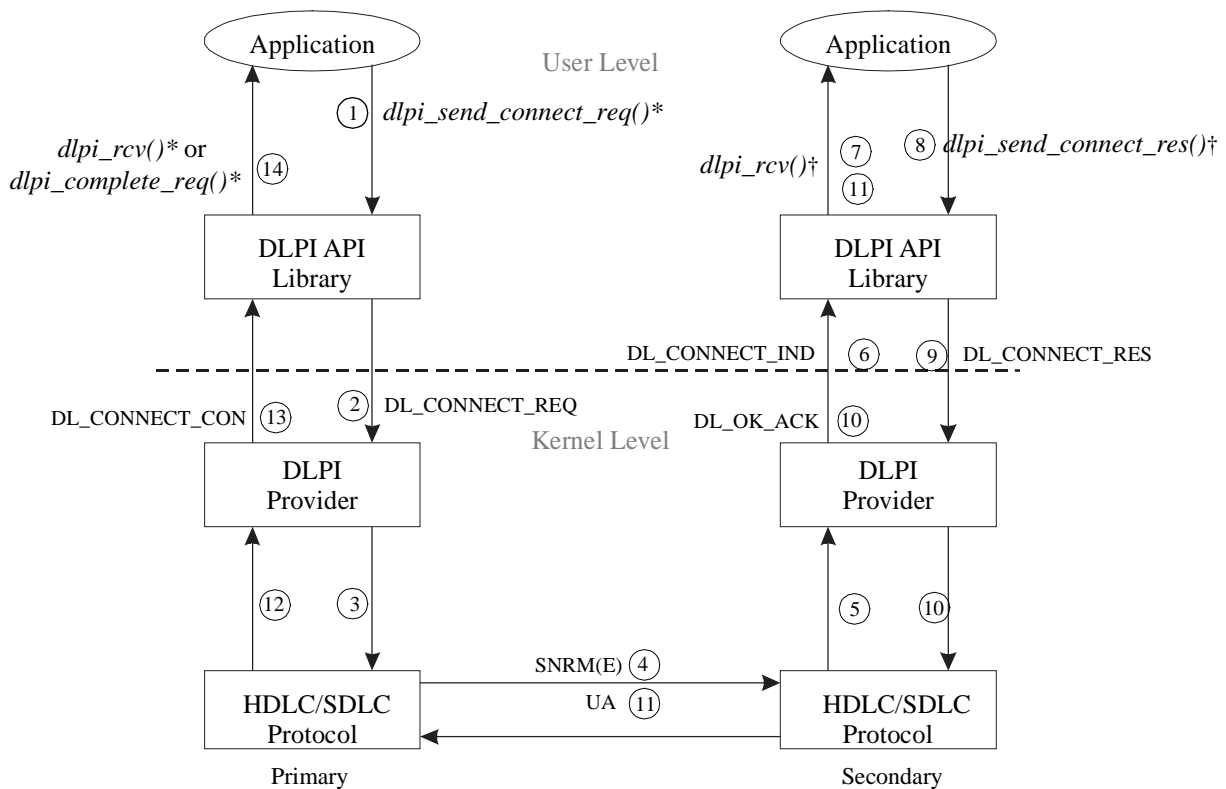 Application
Application
User Level
1
dlpi_send_connect_req()*
dlpi_rcv()* or
dlpi_complete_req()*
14
7
8
dlpi_send_connect_res()†
dlpi_rcv()†
11
DLPI API
Library
DLPI API
Library
DL_CONNECT_IND
6
9
DL_CONNECT_RES
DL_CONNECT_CON
13
2
DL_CONNECT_REQ
DL_OK_ACK
10
Kernel Level
DLPI
Provider
DLPI
Provider
12
3
5
10
SNRM(E)
4
UA
11
HDLC/SDLC
Protocol
HDLC/SDLC
Protocol
Primary
Secondary